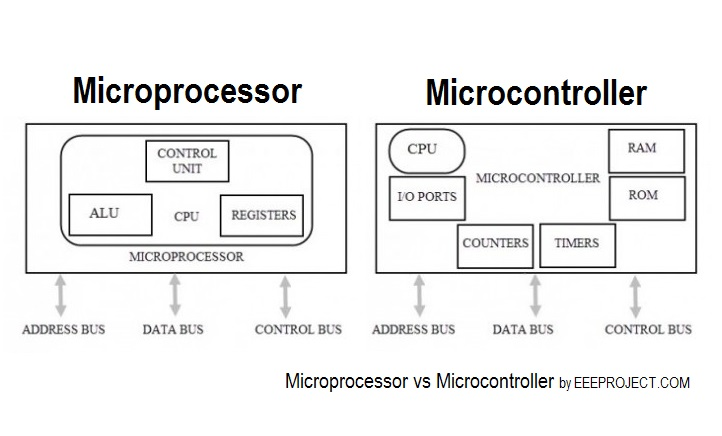 Microprocessor
CONTROL
UNIT
ALU
CPU
REGISTERS
MICROPROCESSOR
ADDRESS BUS
DATA BUS
CONTROL BUS
Microcontroller
CPU
RAM
MICROCONTROLLER
I/O PORTS
ROM
COUNTERS
TIMERS
ADDRESS BUS
DATA BUS
CONTROL BUS
Microprocessor vs Microcontroller by EEEPROJECT.COM